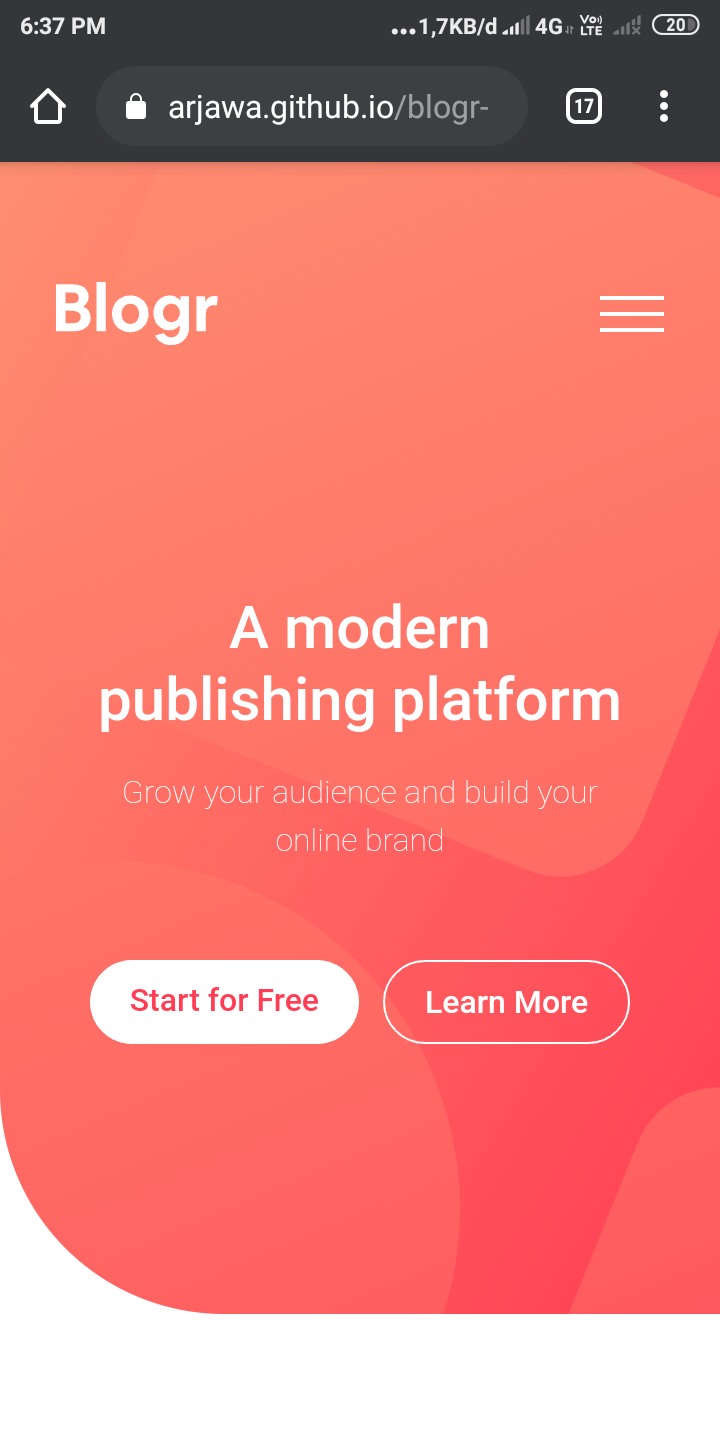 6:37 PM
...1,7KB/d 4G Vo) LTE 20
arjawa.github.io/blogr-
17
Blogr
A modern
publishing platform
Grow your audience and build your
online brand
Start for Free
Learn More